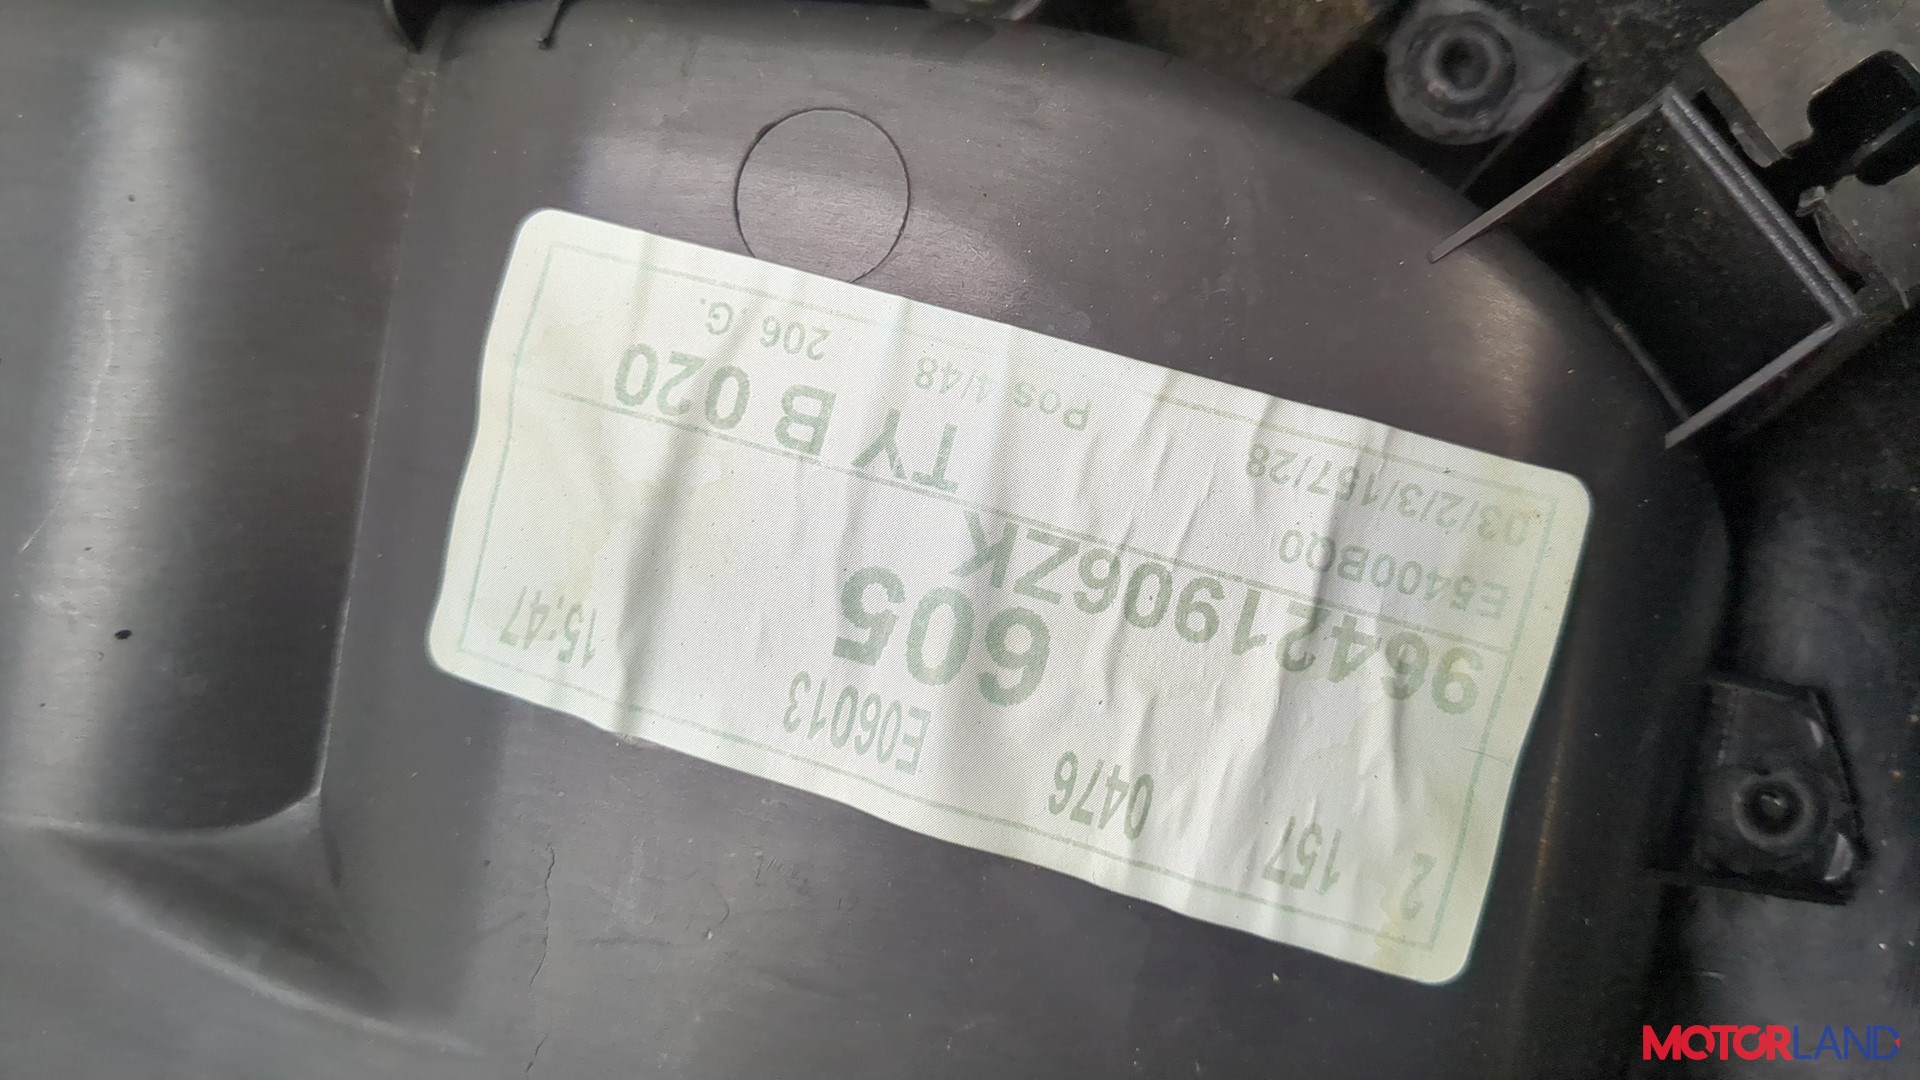 2 157 0476 E06013 15:47
605
96421906ZK
E5400BQ0 TY B 020
03/2/3/157/28 Pos 4/48 206 .G.
MOTORLAND